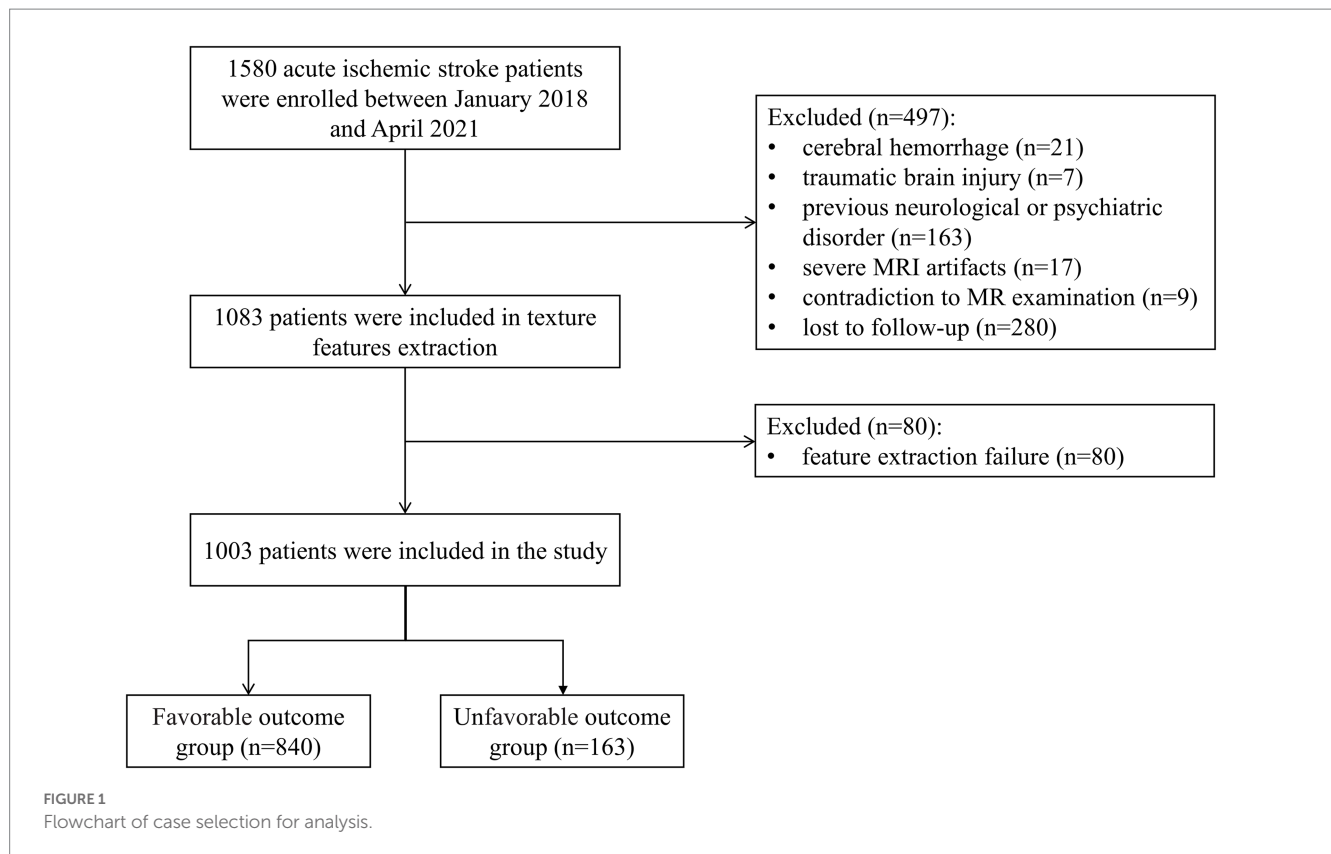 1580 acute ischemic stroke patients
were enrolled between January 2018
and April 2021
Excluded (n=497):
• cerebral hemorrhage (n=21)
• traumatic brain injury (n=7)
• previous neurological or psychiatric
disorder (n=163)
• severe MRI artifacts (n=17)
• contradiction to MR examination (n=9)
• lost to follow-up (n=280)
1083 patients were included in texture
features extraction
Excluded (n=80):
• feature extraction failure (n=80)
1003 patients were included in the study
Favorable outcome
group (n=840)
Unfavorable outcome
group (n=163)
FIGURE 1
Flowchart of case selection for analysis.